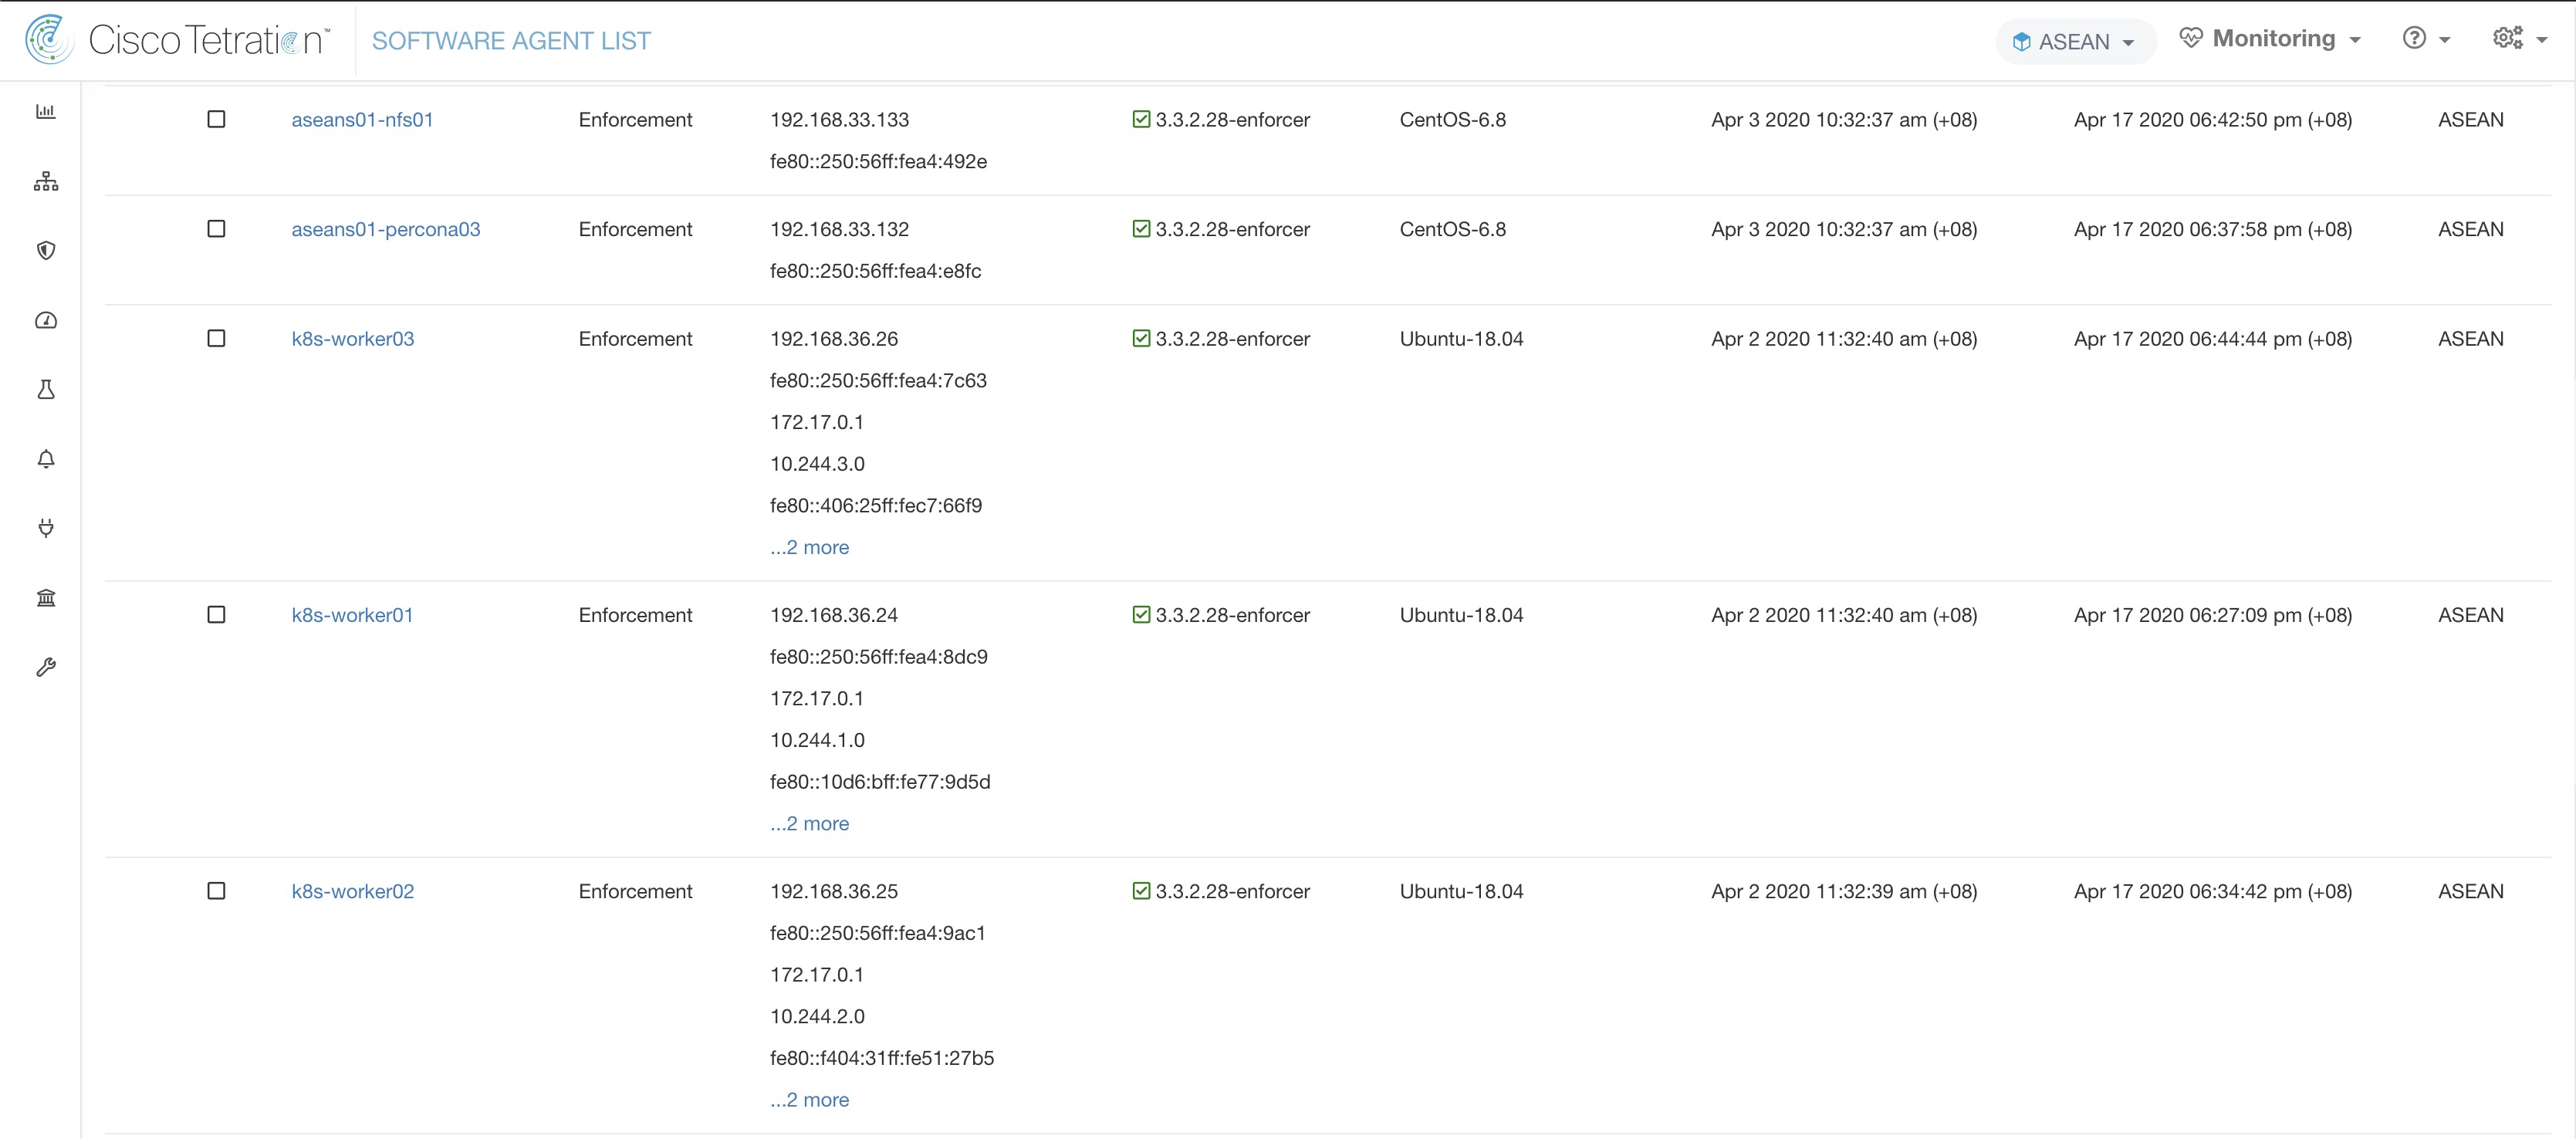 Cisco Tetration™ SOFTWARE AGENT LIST ASEAN Monitoring
aseans01-nfs01 Enforcement 192.168.33.133 3.3.2.28-enforcer CentOS-6.8 Apr 3 2020 10:32:37 am (+08) Apr 17 2020 06:42:50 pm (+08) ASEAN
fe80::250:56ff:fea4:492e
aseans01-percona03 Enforcement 192.168.33.132 3.3.2.28-enforcer CentOS-6.8 Apr 3 2020 10:32:37 am (+08) Apr 17 2020 06:37:58 pm (+08) ASEAN
fe80::250:56ff:fea4:e8fc
k8s-worker03 Enforcement 192.168.36.26 3.3.2.28-enforcer Ubuntu-18.04 Apr 2 2020 11:32:40 am (+08) Apr 17 2020 06:44:44 pm (+08) ASEAN
fe80::250:56ff:fea4:7c63
172.17.0.1
10.244.3.0
fe80::406:25ff:fec7:66f9
...2 more
k8s-worker01 Enforcement 192.168.36.24 3.3.2.28-enforcer Ubuntu-18.04 Apr 2 2020 11:32:40 am (+08) Apr 17 2020 06:27:09 pm (+08) ASEAN
fe80::250:56ff:fea4:8dc9
172.17.0.1
10.244.1.0
fe80::10d6:bff:fe77:9d5d
...2 more
k8s-worker02 Enforcement 192.168.36.25 3.3.2.28-enforcer Ubuntu-18.04 Apr 2 2020 11:32:39 am (+08) Apr 17 2020 06:34:42 pm (+08) ASEAN
fe80::250:56ff:fea4:9ac1
172.17.0.1
10.244.2.0
fe80::f404:31ff:fe51:27b5
...2 more